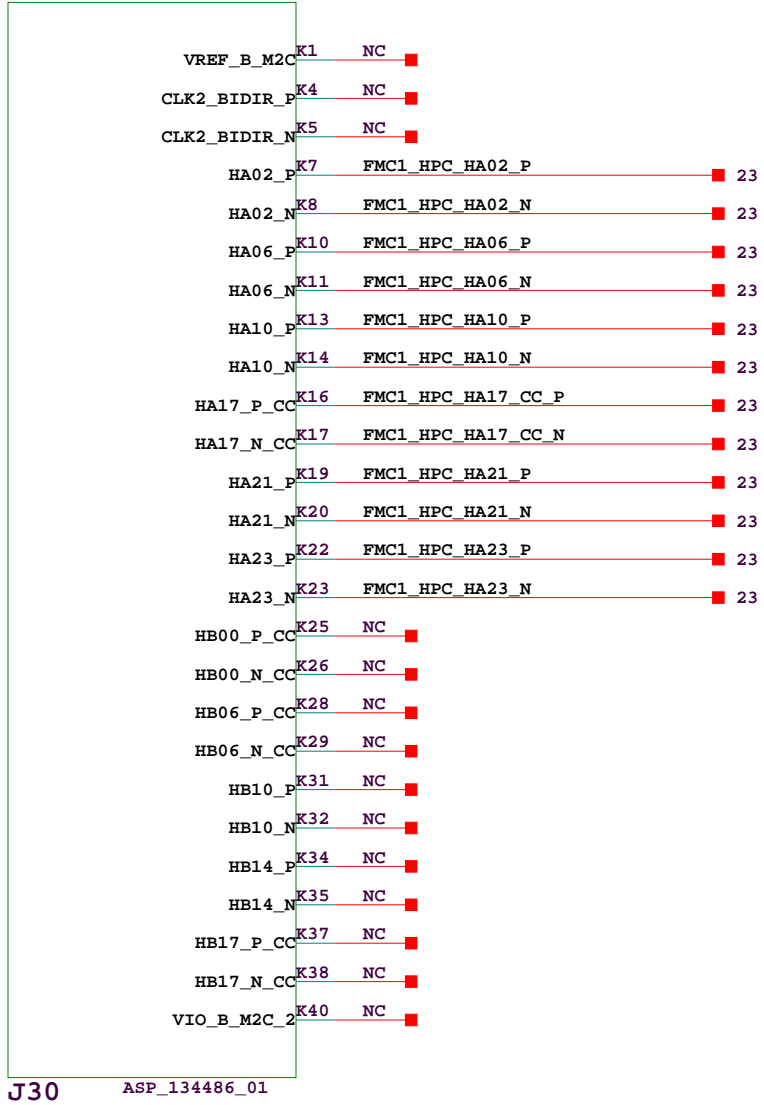 VREF_B_M2C K1 NC
CLK2_BIDIR_P K4 NC
CLK2_BIDIR_N K5 NC
HA02_P K7 FMC1_HPC_HA02_P 23
HA02_N K8 FMC1_HPC_HA02_N 23
HA06_P K10 FMC1_HPC_HA06_P 23
HA06_N K11 FMC1_HPC_HA06_N 23
HA10_P K13 FMC1_HPC_HA10_P 23
HA10_N K14 FMC1_HPC_HA10_N 23
HA17_P_CC K16 FMC1_HPC_HA17_CC_P 23
HA17_N_CC K17 FMC1_HPC_HA17_CC_N 23
HA21_P K19 FMC1_HPC_HA21_P 23
HA21_N K20 FMC1_HPC_HA21_N 23
HA23_P K22 FMC1_HPC_HA23_P 23
HA23_N K23 FMC1_HPC_HA23_N 23
HB00_P_CC K25 NC
HB00_N_CC K26 NC
HB06_P_CC K28 NC
HB06_N_CC K29 NC
HB10_P K31 NC
HB10_N K32 NC
HB14_P K34 NC
HB14_N K35 NC
HB17_P_CC K37 NC
HB17_N_CC K38 NC
VIO_B_M2C_2 K40 NC
J30 ASP_134486_01